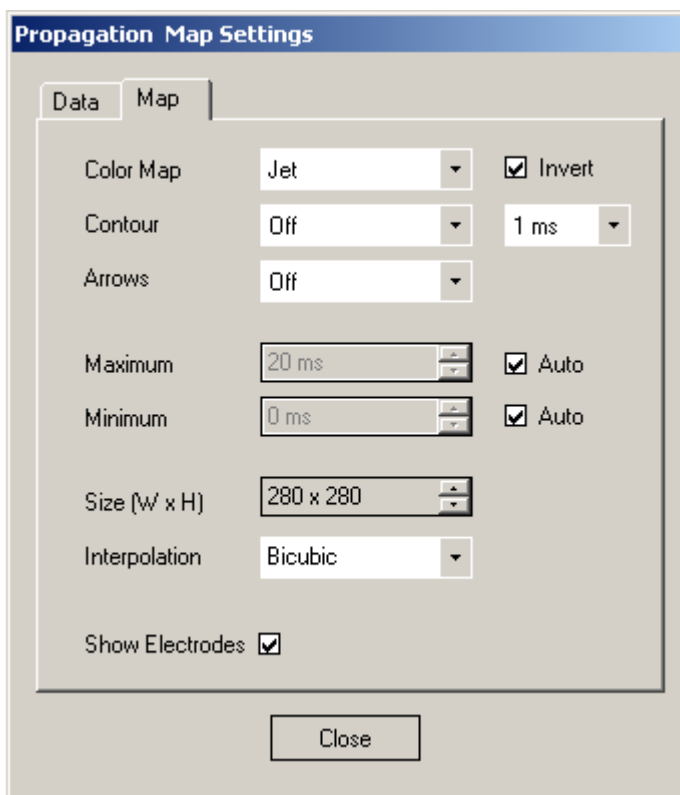 Propagation Map Settings
Data Map
Color Map Jet Invert
Contour Off 1 ms
Arrows Off
Maximum 20 ms Auto
Minimum 0 ms Auto
Size (W x H) 280 x 280
Interpolation Bicubic
Show Electrodes
Close